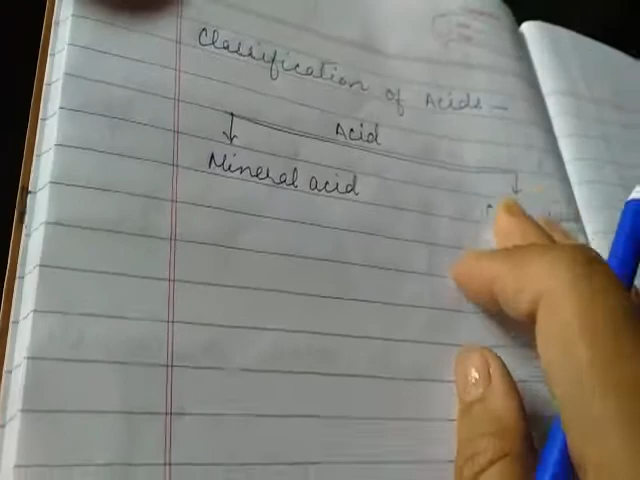 Classification of Acids -
Acid
Mineral acid